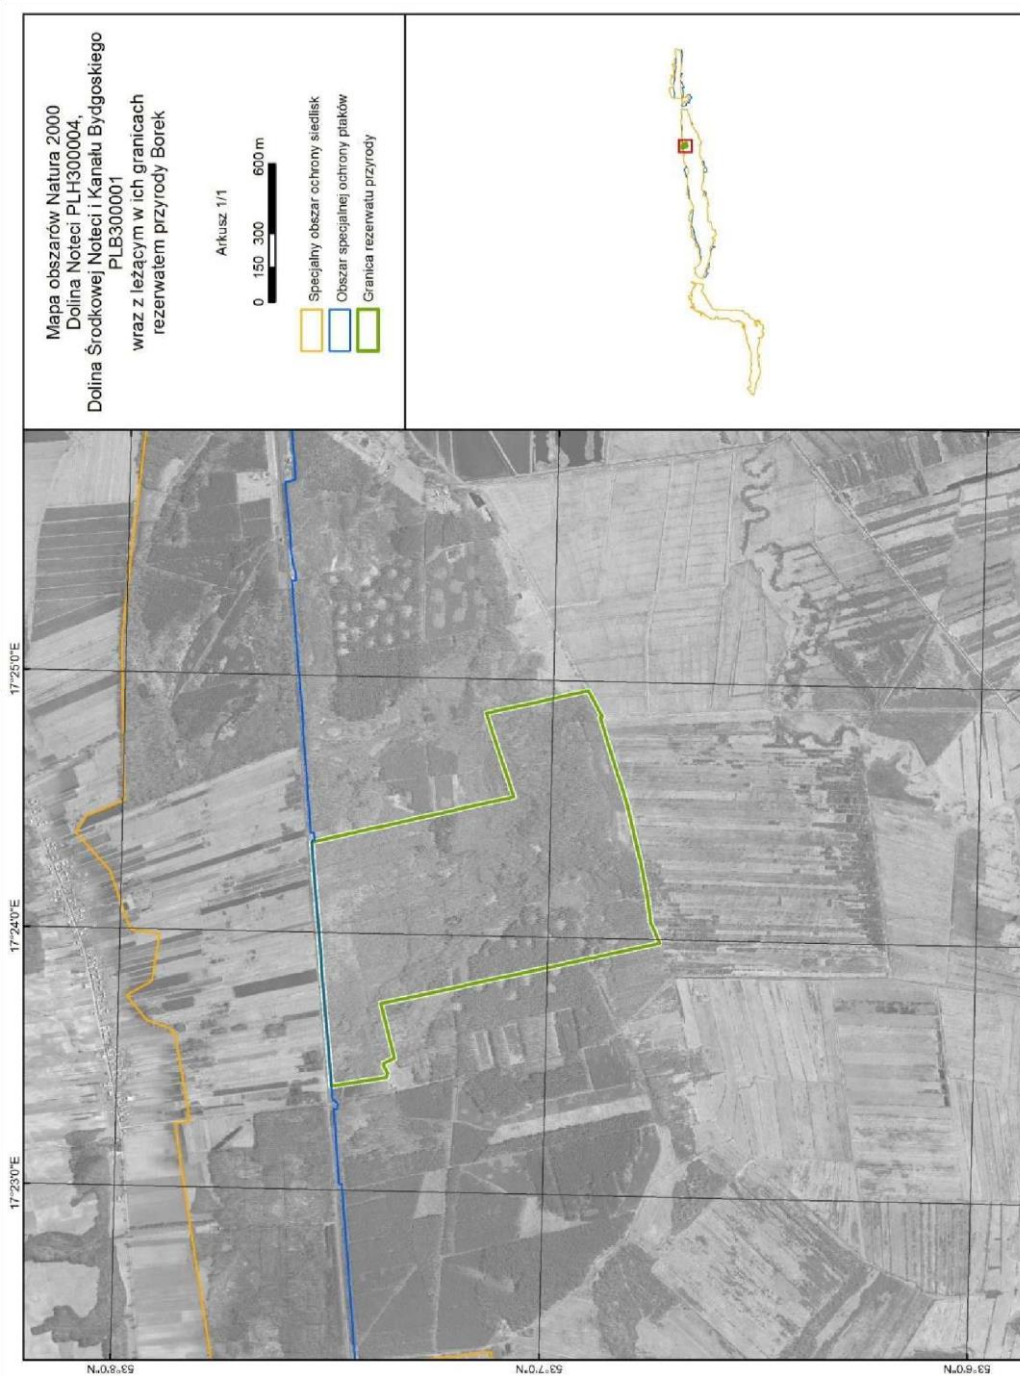 Mapa obszarów Natura 2000
Dolina Noteci PLH300004,
Dolina Środkowej Noteci i Kanału Bydgoskiego
PLB300001
wraz z leżącym w ich granicach
rezerwatem przyrody Borek
Arkusz 1/1
0 150 300 600 m
Specjalny obszar ochrony siedlisk
Obszar specjalnej ochrony ptaków
Granica rezerwatu przyrody
17°23'0"E
17°24'0"E
17°25'0"E
53°8'0"N
53°7'0"N
53°6'0"N